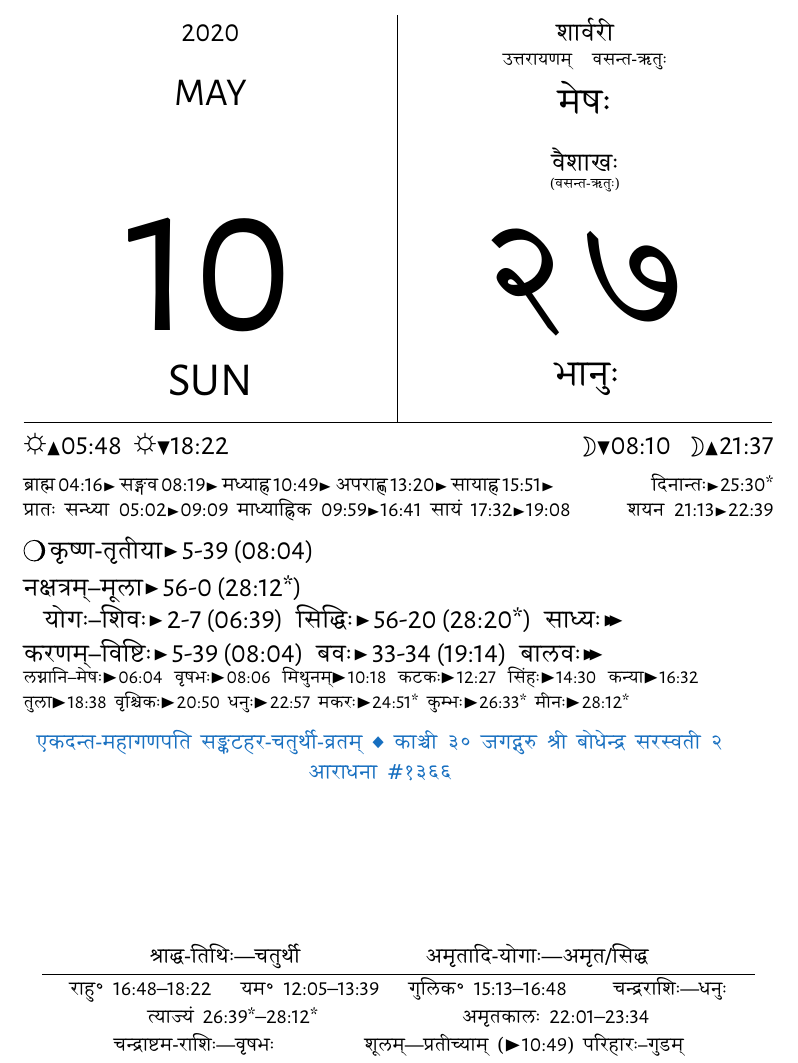 2020
MAY
10
SUN
शार्वरी
उत्तरायणम् वसन्त-ऋतुः
मेषः
वैशाखः
(वसन्त-ऋतुः)
२७
भानुः
☼▲05:48 ☼▼18:22 ☽▼08:10 ☽▲21:37
ब्राह्म 04:16► सङ्गव 08:19► मध्याह्न 10:49► अपराह्ण 13:20► सायाह्न 15:51► दिनान्तः►25:30*
प्रातः सन्ध्या 05:02►09:09 माध्याह्निक 09:59►16:41 सायं 17:32►19:08 शयन 21:13►22:39
❍कृष्ण-तृतीया►5-39 (08:04)
नक्षत्रम्–मूला►56-0 (28:12*)
योगः–शिवः►2-7 (06:39) सिद्धिः►56-20 (28:20*) साध्यः►►
करणम्–विष्टिः►5-39 (08:04) बवः►33-34 (19:14) बालवः►►
लग्नानि–मेषः►06:04 वृषभः►08:06 मिथुनम्►10:18 कटकः►12:27 सिंहः►14:30 कन्या►16:32
तुला►18:38 वृश्चिकः►20:50 धनुः►22:57 मकरः►24:51* कुम्भः►26:33* मीनः►28:12*
एकदन्त-महागणपति सङ्कटहर-चतुर्थी-व्रतम् ◆ काञ्ची ३० जगद्गुरु श्री बोधेन्द्र सरस्वती २
आराधना #१३६६
श्राद्ध-तिथिः—चतुर्थी अमृतादि-योगाः—अमृत/सिद्ध
राहु° 16:48–18:22 यम° 12:05–13:39 गुलिक° 15:13–16:48 चन्द्रराशिः—धनुः
त्याज्यं 26:39*–28:12* अमृतकालः 22:01–23:34
चन्द्राष्टम-राशिः—वृषभः शूलम्—प्रतीच्याम् (►10:49) परिहारः–गुडम्